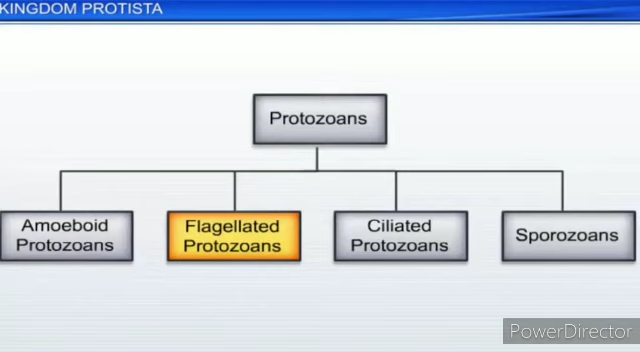 KINGDOM PROTISTA
Protozoans
Amoeboid
Protozoans
Flagellated
Protozoans
Ciliated
Protozoans
Sporozoans
PowerDirector